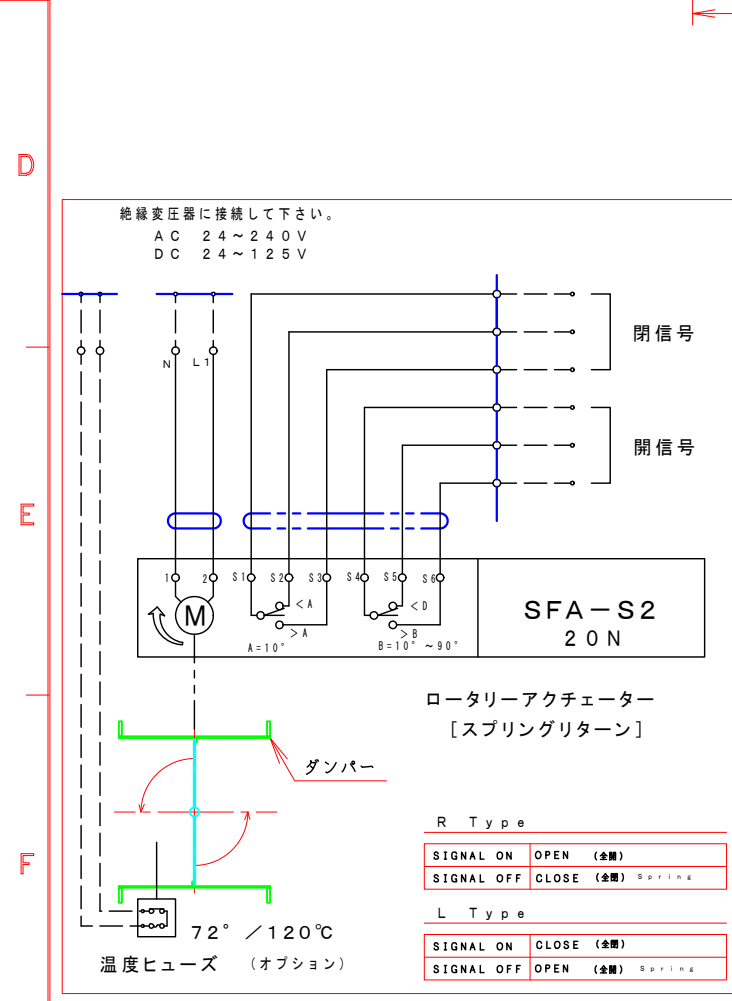 D
絶縁変圧器に接続して下さい。
AC 24~240V
DC 24~125V
閉信号
N L1
開信号
E
1 2 S1 S2 S3 S4 S5 S6
<A <D
M
>A >B
A=10° B=10°~90°
SFA-S2
20N
ロータリーアクチェーター
[スプリングリターン]
ダンパー
R Type
SIGNAL ON OPEN (全開)
SIGNAL OFF CLOSE (全閉) Spring
F
L Type
SIGNAL ON CLOSE (全閉)
SIGNAL OFF OPEN (全開) Spring
72° /120℃
温度ヒューズ (オプション)